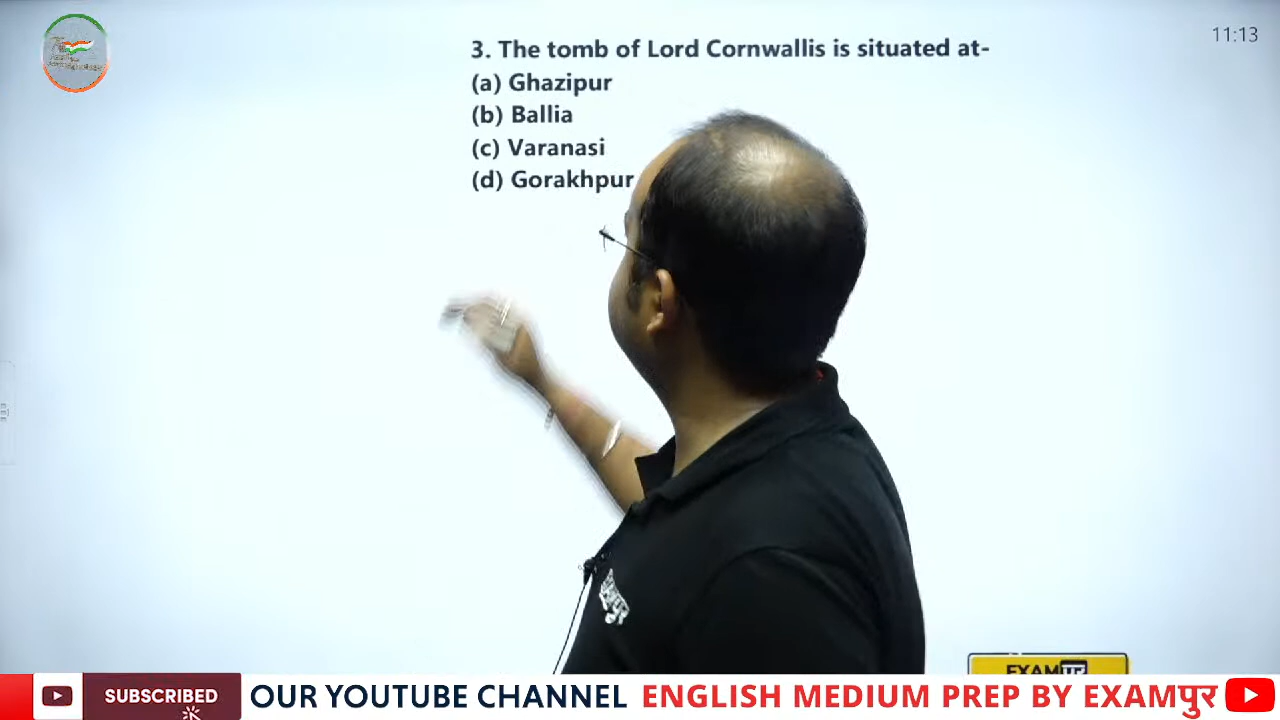 11:13
3. The tomb of Lord Cornwallis is situated at-
(a) Ghazipur
(b) Ballia
(c) Varanasi
(d) Gorakhpur
EXAMपुर
SUBSCRIBED
OUR YOUTUBE CHANNEL ENGLISH MEDIUM PREP BY EXAMपुर